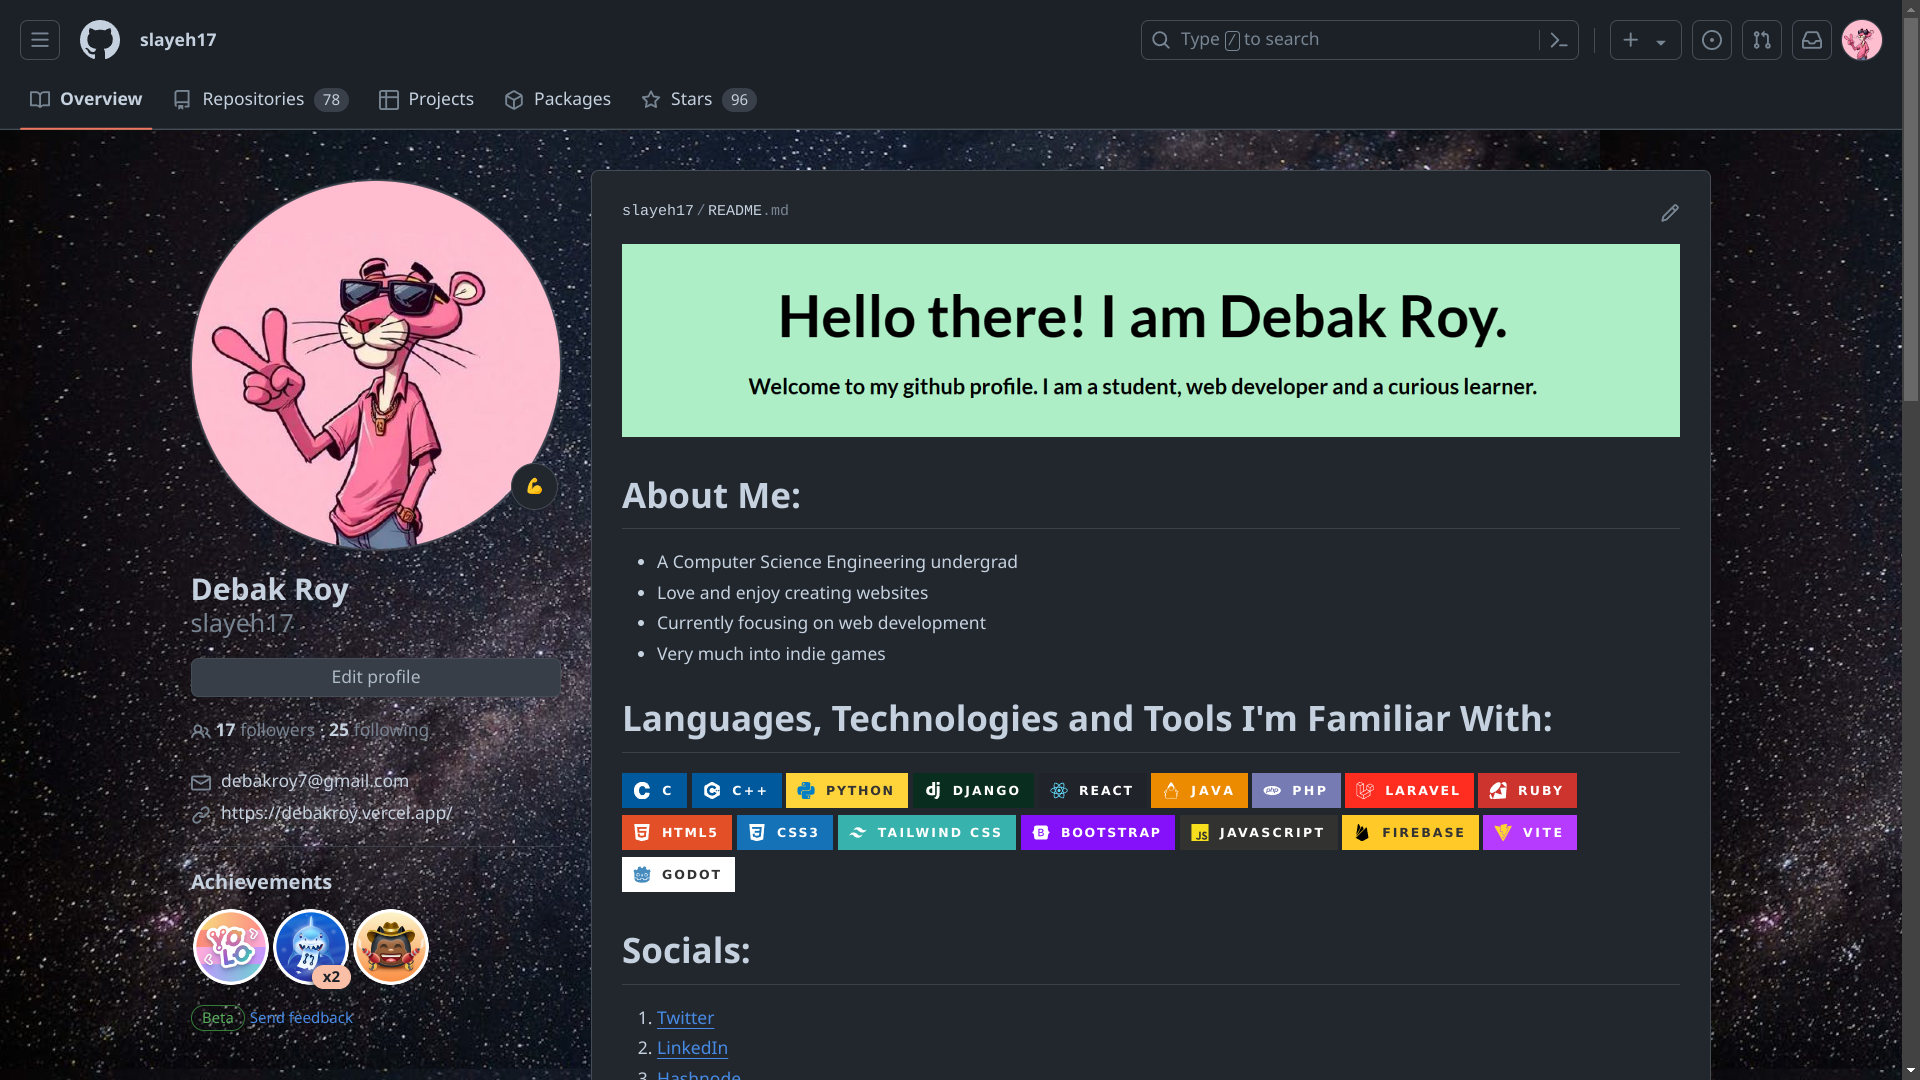 slayeh17
Type / to search
Overview Repositories 78 Projects Packages Stars 96
slayeh17/README.md
Hello there! I am Debak Roy.
Welcome to my github profile. I am a student, web developer and a curious learner.
Debak Roy
slayeh17
Edit profile
17 followers · 25 following
debakroy7@gmail.com
https://debakroy.vercel.app/
Achievements
YOLO
x2
Beta Send feedback
About Me:
A Computer Science Engineering undergrad
Love and enjoy creating websites
Currently focusing on web development
Very much into indie games
Languages, Technologies and Tools I'm Familiar With:
C C++ PYTHON dj DJANGO REACT JAVA php PHP LARAVEL RUBY
HTML5 CSS3 TAILWIND CSS B BOOTSTRAP JS JAVASCRIPT FIREBASE VITE
GODOT
Socials:
1. Twitter
2. LinkedIn
3. Hashnode